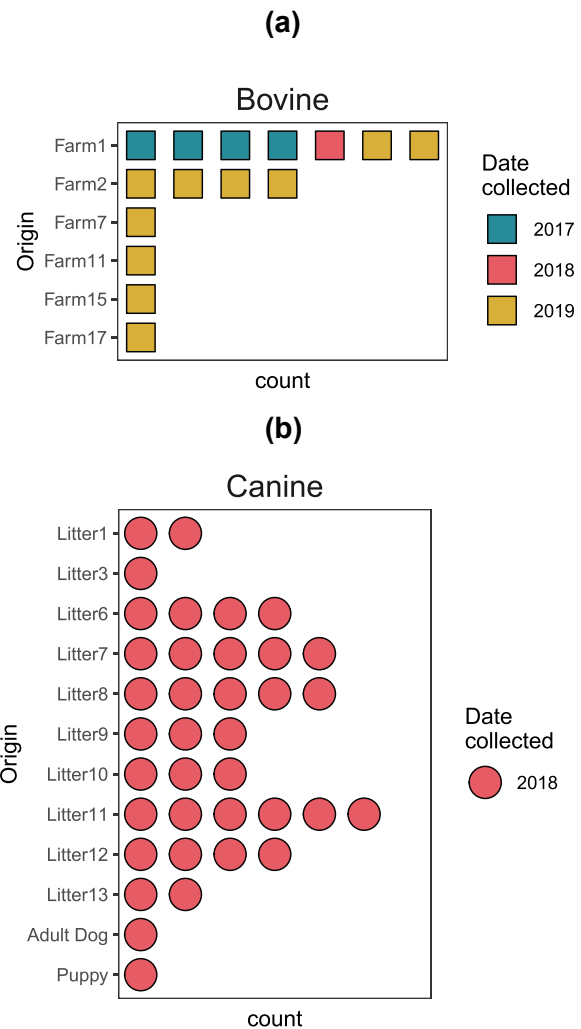 (a)
Bovine
Origin
Farm1
Farm2
Farm7
Farm11
Farm15
Farm17
count
Date
collected
2017
2018
2019
(b)
Canine
Origin
Litter1
Litter3
Litter6
Litter7
Litter8
Litter9
Litter10
Litter11
Litter12
Litter13
Adult Dog
Puppy
count
Date
collected
2018